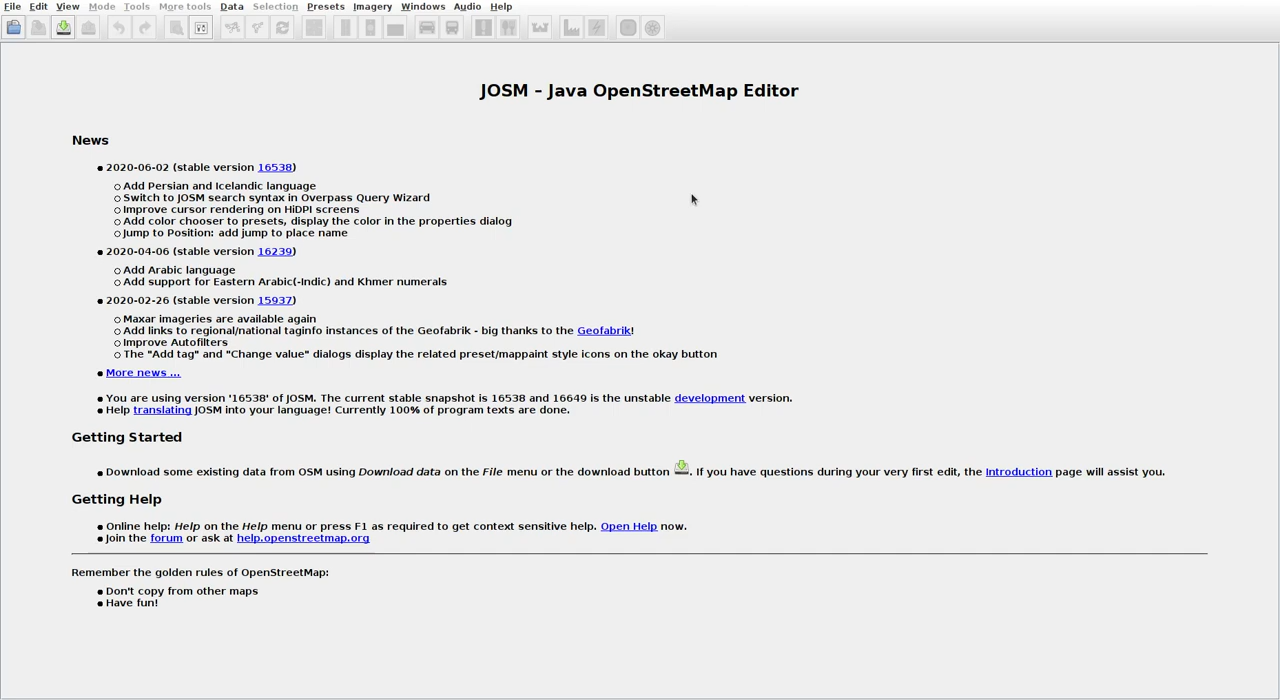 File Edit View Mode Tools More tools Data Selection Presets Imagery Windows Audio Help
JOSM – Java OpenStreetMap Editor
News
2020-06-02 (stable version 16538)
Add Persian and Icelandic language
Switch to JOSM search syntax in Overpass Query Wizard
Improve cursor rendering on HiDPI screens
Add color chooser to presets, display the color in the properties dialog
Jump to Position: add jump to place name
2020-04-06 (stable version 16239)
Add Arabic language
Add support for Eastern Arabic(-Indic) and Khmer numerals
2020-02-26 (stable version 15937)
Maxar imageries are available again
Add links to regional/national taginfo instances of the Geofabrik - big thanks to the Geofabrik!
Improve Autofilters
The "Add tag" and "Change value" dialogs display the related preset/mappaint style icons on the okay button
More news ...
You are using version '16538' of JOSM. The current stable snapshot is 16538 and 16649 is the unstable development version.
Help translating JOSM into your language! Currently 100% of program texts are done.
Getting Started
Download some existing data from OSM using Download data on the File menu or the download button . If you have questions during your very first edit, the Introduction page will assist you.
Getting Help
Online help: Help on the Help menu or press F1 as required to get context sensitive help. Open Help now.
Join the forum or ask at help.openstreetmap.org
Remember the golden rules of OpenStreetMap:
Don't copy from other maps
Have fun!